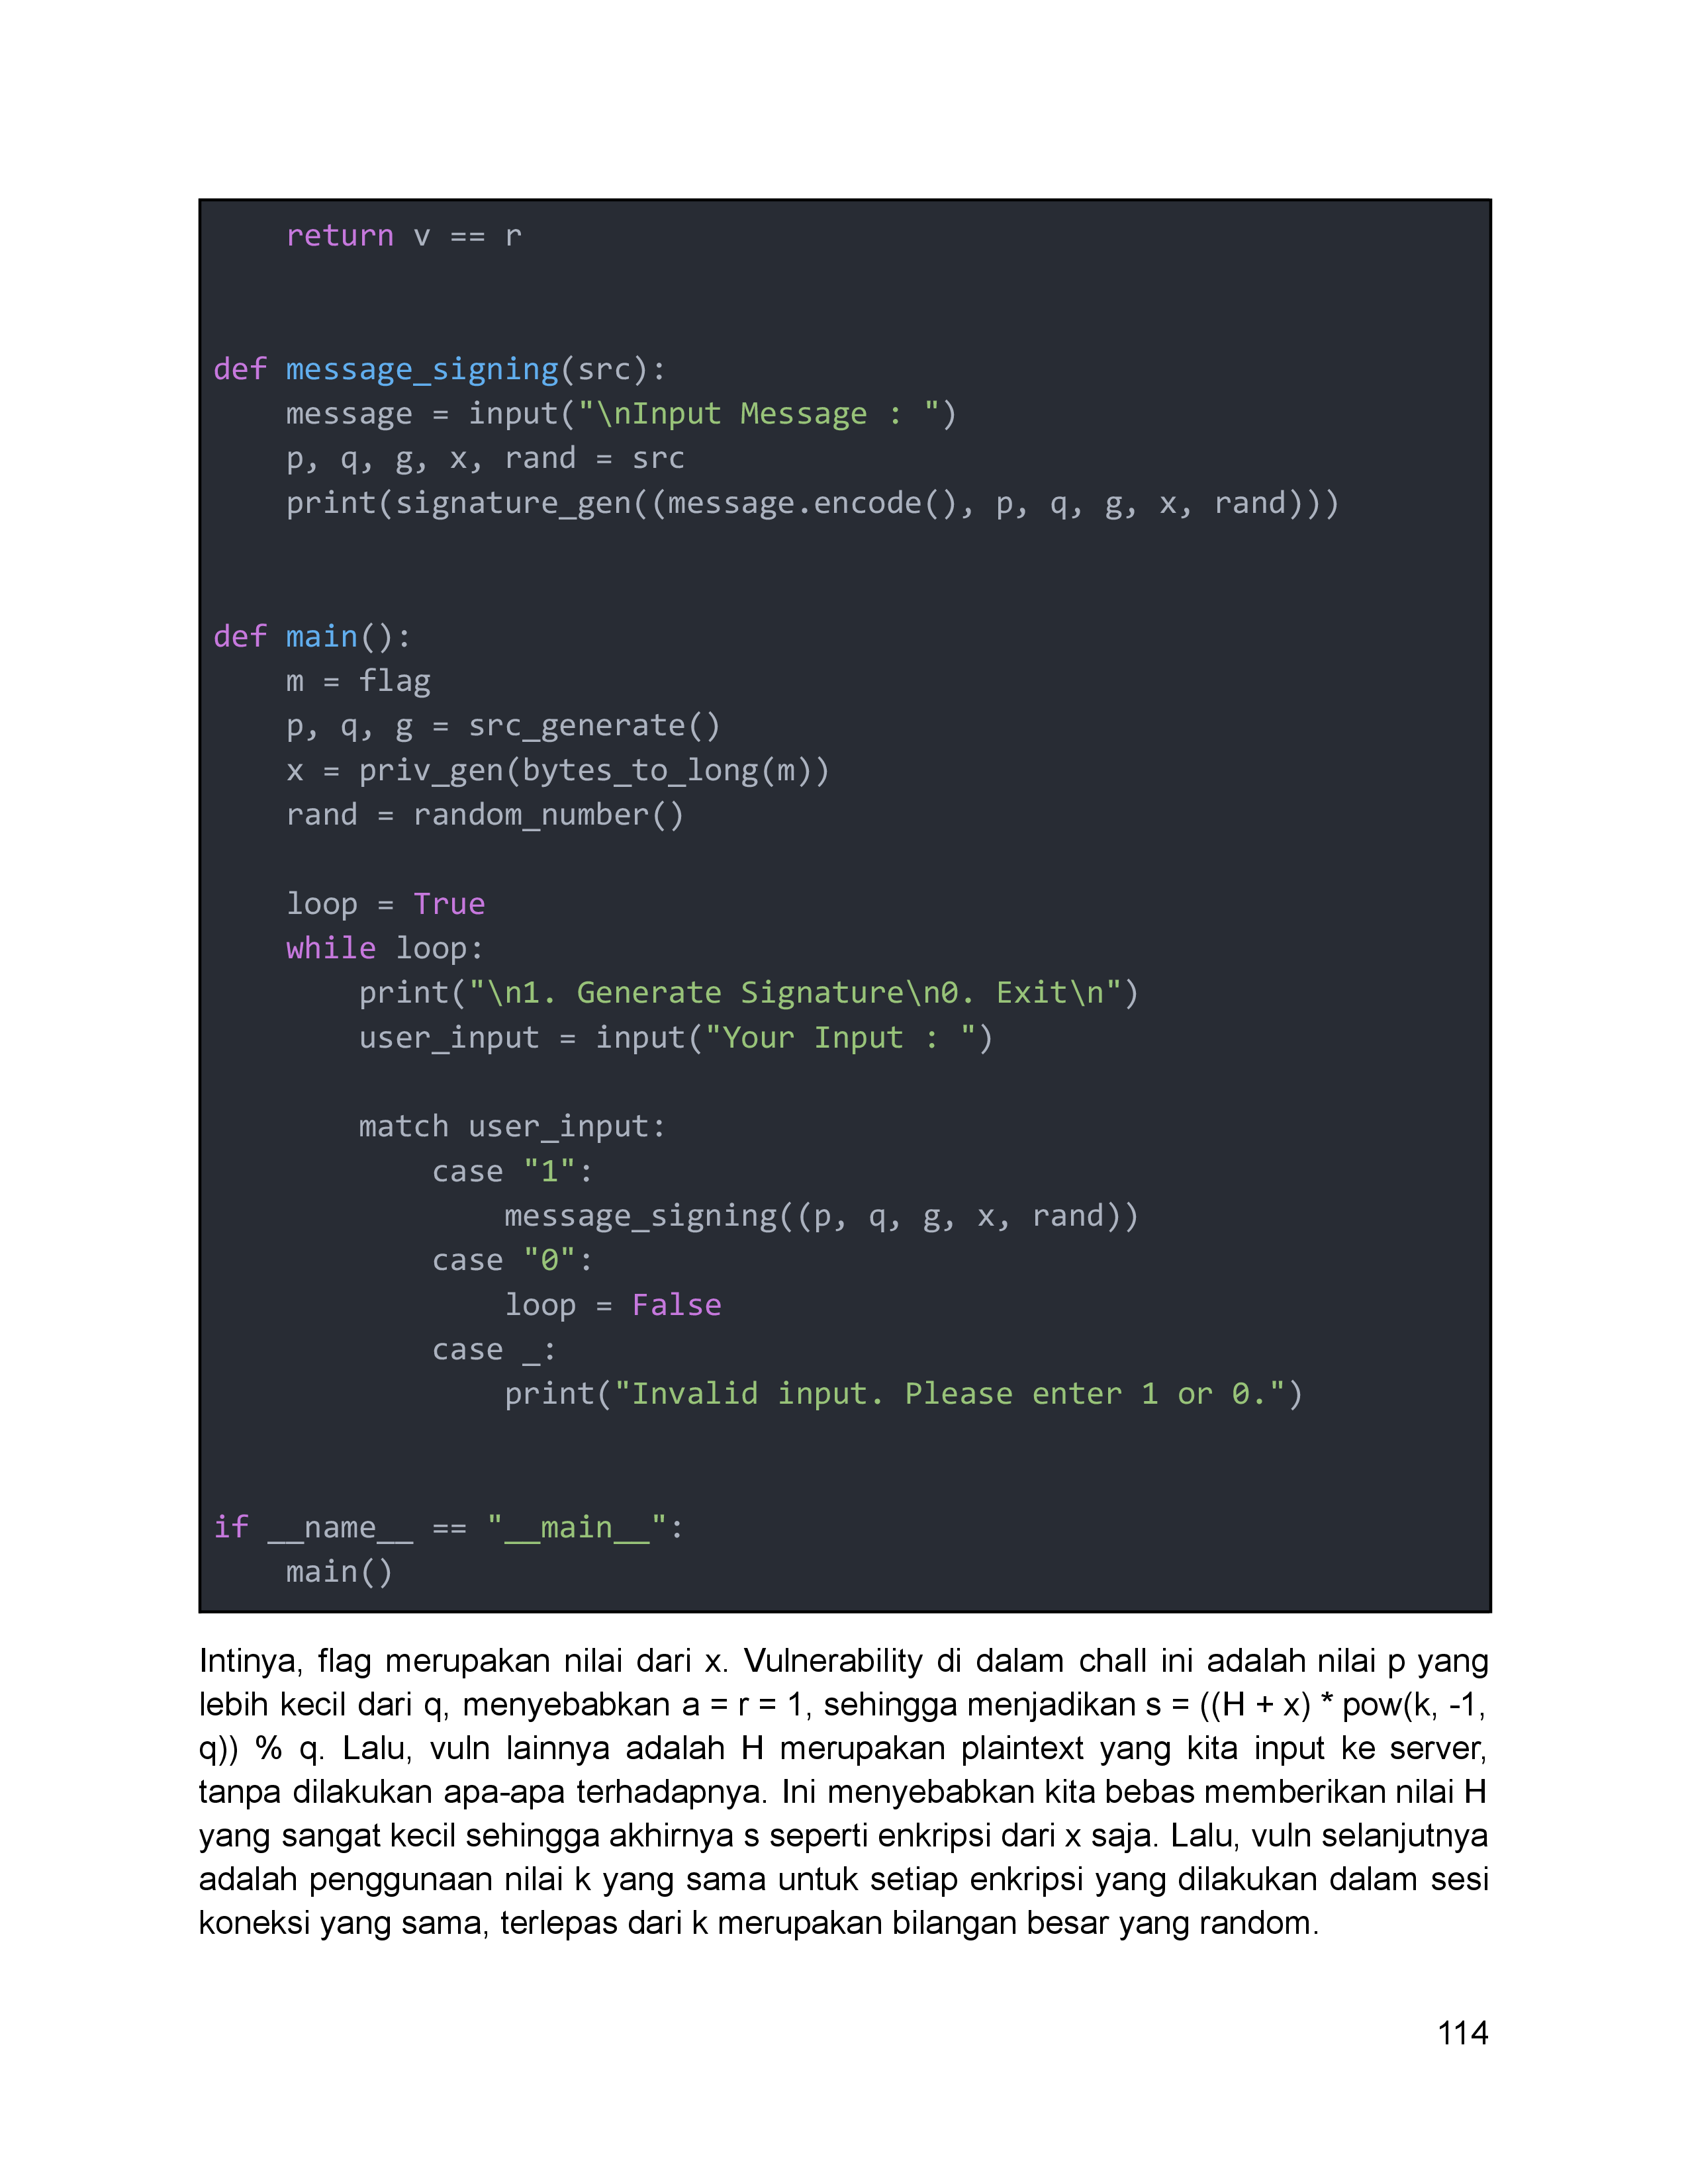 return v == r
def message_signing(src):
    message = input("\nInput Message : ")
    p, q, g, x, rand = src
    print(signature_gen((message.encode(), p, q, g, x, rand)))
def main():
    m = flag
    p, q, g = src_generate()
    x = priv_gen(bytes_to_long(m))
    rand = random_number()
    loop = True
    while loop:
        print("\n1. Generate Signature\n0. Exit\n")
        user_input = input("Your Input : ")
        match user_input:
            case "1":
                message_signing((p, q, g, x, rand))
            case "0":
                loop = False
            case _:
                print("Invalid input. Please enter 1 or 0.")
if __name__ == "__main__":
    main()
Intinya, flag merupakan nilai dari x. Vulnerability di dalam chall ini adalah nilai p yang
lebih kecil dari q, menyebabkan a = r = 1, sehingga menjadikan s = ((H + x) * pow(k, -1,
q)) % q. Lalu, vuln lainnya adalah H merupakan plaintext yang kita input ke server,
tanpa dilakukan apa-apa terhadapnya. Ini menyebabkan kita bebas memberikan nilai H
yang sangat kecil sehingga akhirnya s seperti enkripsi dari x saja. Lalu, vuln selanjutnya
adalah penggunaan nilai k yang sama untuk setiap enkripsi yang dilakukan dalam sesi
koneksi yang sama, terlepas dari k merupakan bilangan besar yang random.
114